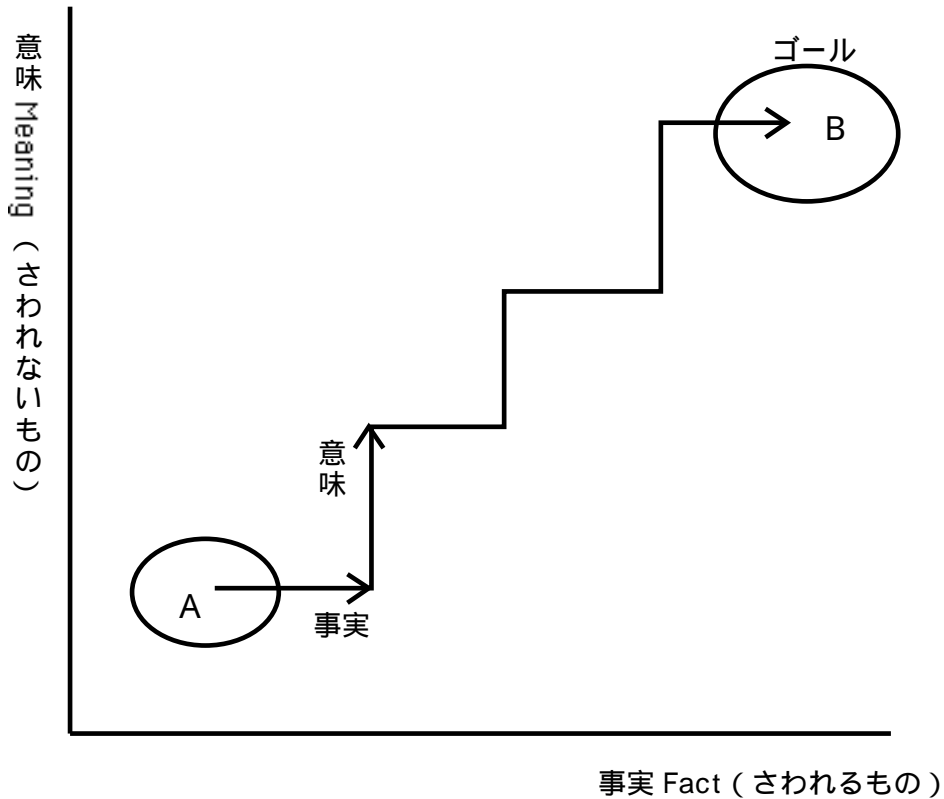 ゴール
B
意味 Meaning（さわれないもの）
意味
A
事実
事実 Fact（さわれるもの）